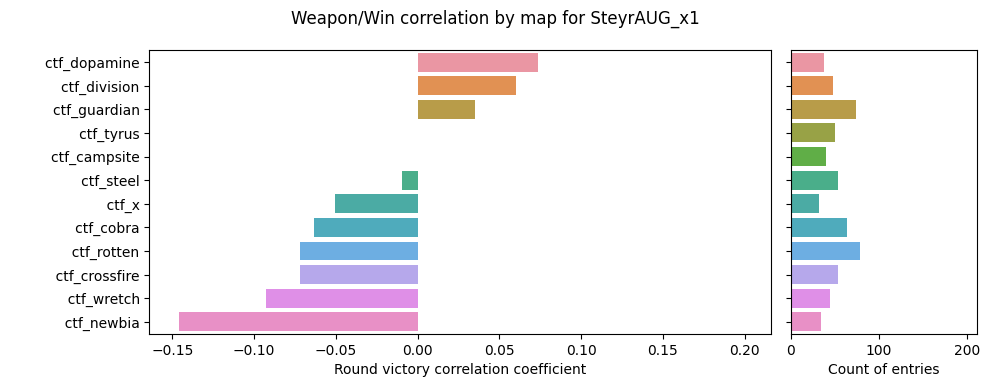 Weapon/Win correlation by map for SteyrAUG_x1
ctf_dopamine
ctf_division
ctf_guardian
ctf_tyrus
ctf_campsite
ctf_steel
ctf_x
ctf_cobra
ctf_rotten
ctf_crossfire
ctf_wretch
ctf_newbia
−0.15 −0.10 −0.05 0.00 0.05 0.10 0.15 0.20
Round victory correlation coefficient
0 100 200
Count of entries